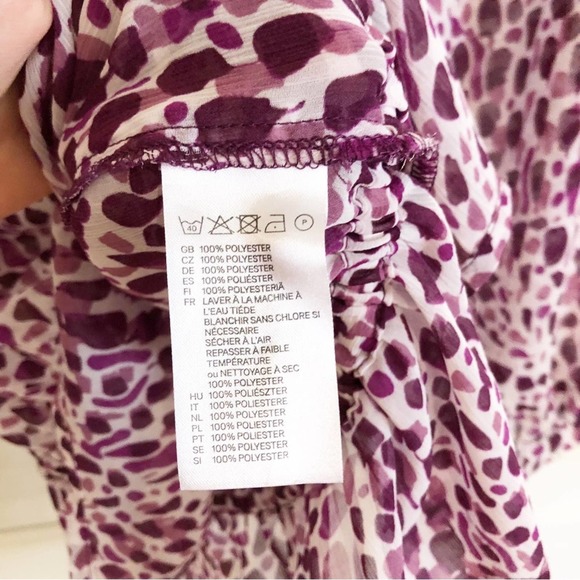 40 P
GB 100% POLYESTER
CZ 100% POLYESTER
DE 100% POLYESTER
ES 100% POLIÉSTER
FI 100% POLYESTERIÄ
FR LAVER À LA MACHINE À
L'EAU TIÈDE
BLANCHIR SANS CHLORE SI
NÉCESSAIRE
SÉCHER À L'AIR
REPASSER À FAIBLE
TEMPÉRATURE
ou NETTOYAGE À SEC
100% POLYESTER
HU 100% POLIÉSZTER
IT 100% POLIESTERE
NL 100% POLYESTER
PL 100% POLIESTER
PT 100% POLIESTER
SE 100% POLYESTER
SI 100% POLYESTER